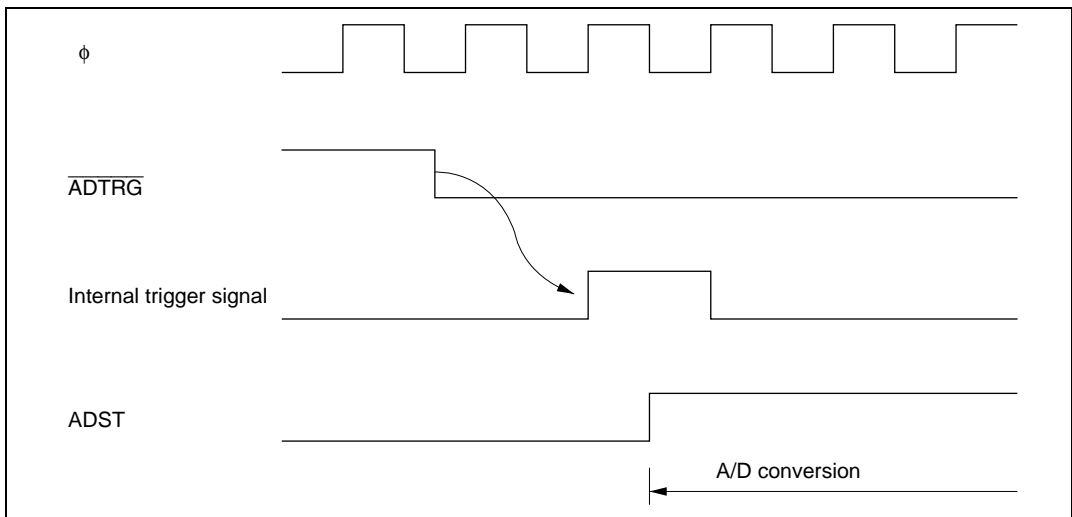 ϕ
ADTRG
Internal trigger signal
ADST
A/D conversion